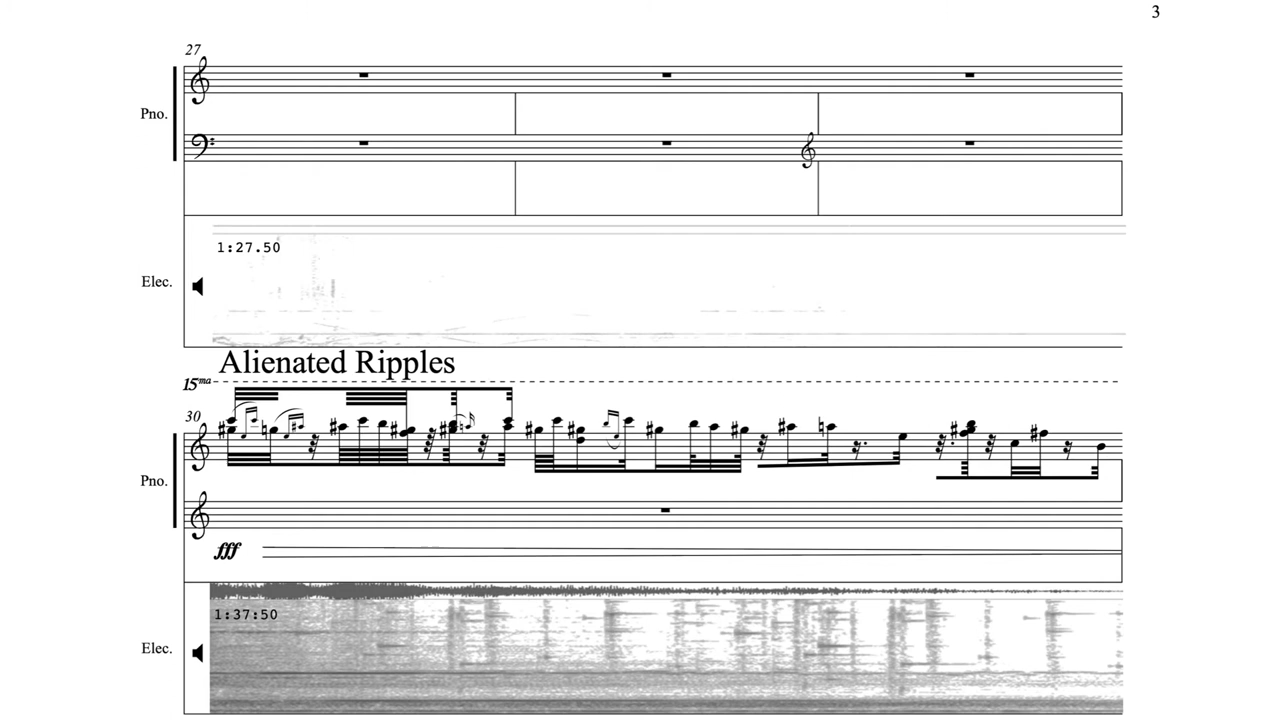 3
27
Pno.
1:27.50
Elec.
Alienated Ripples
15ma
30
Pno.
fff
1:37:50
Elec.